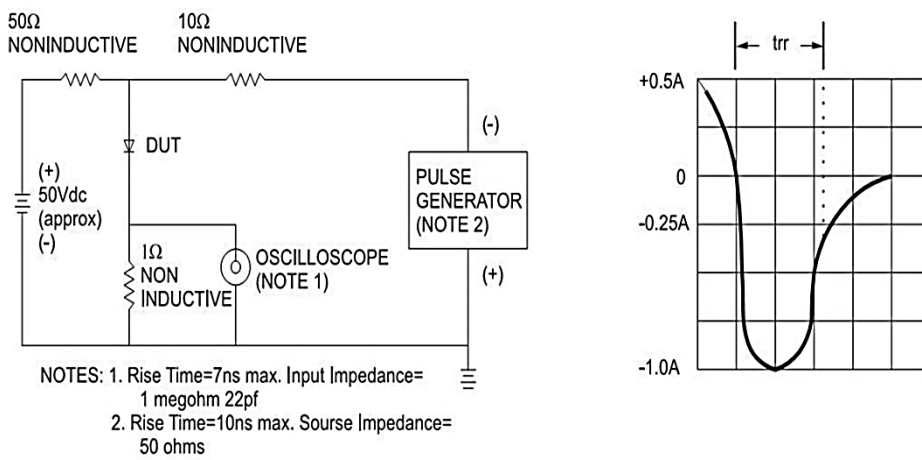 50Ω
NONINDUCTIVE
10Ω
NONINDUCTIVE
DUT
(+)
50Vdc
(approx)
(-)
1Ω
NON
INDUCTIVE
OSCILLOSCOPE
(NOTE 1)
(-)
PULSE
GENERATOR
(NOTE 2)
(+)
NOTES: 1. Rise Time=7ns max. Input Impedance=
1 megohm 22pf
2. Rise Time=10ns max. Sourse Impedance=
50 ohms
trr
+0.5A
0
-0.25A
-1.0A